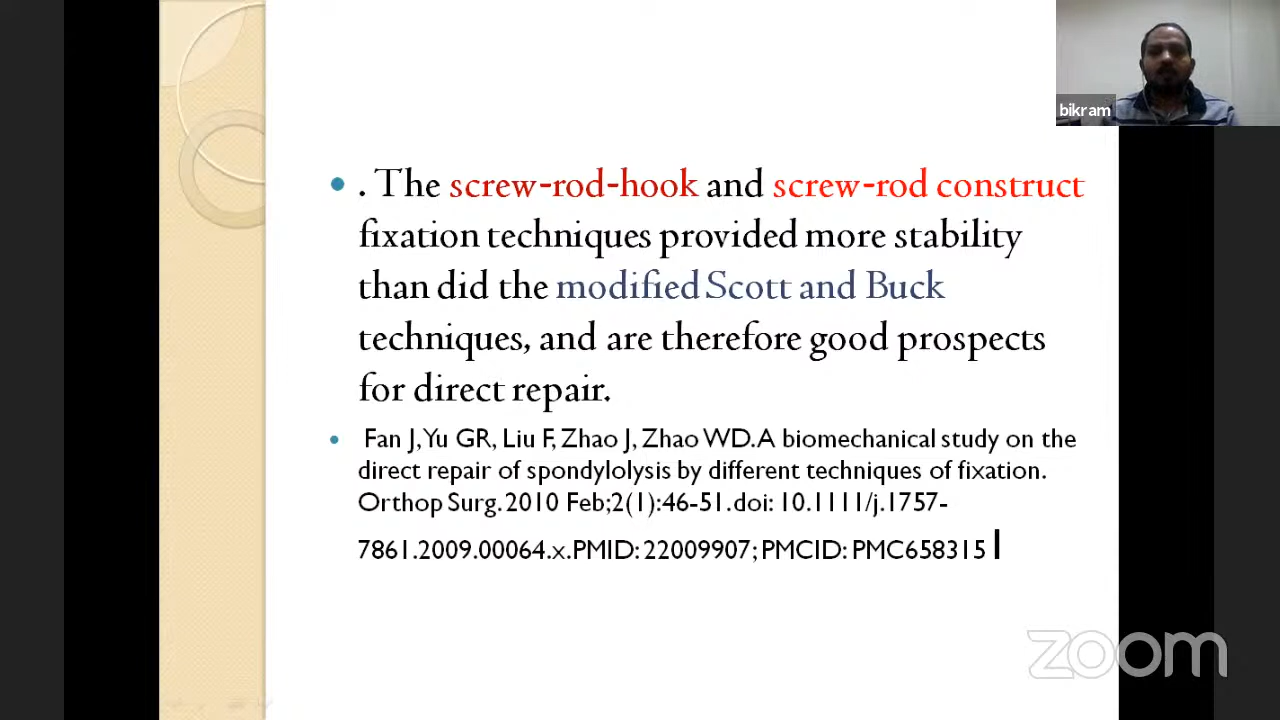 bikram
. The screw-rod-hook and screw-rod construct
fixation techniques provided more stability
than did the modified Scott and Buck
techniques, and are therefore good prospects
for direct repair.
Fan J, Yu GR, Liu F, Zhao J, Zhao WD. A biomechanical study on the
direct repair of spondylolysis by different techniques of fixation.
Orthop Surg. 2010 Feb;2(1):46-51. doi: 10.1111/j.1757-
7861.2009.00064.x. PMID: 22009907; PMCID: PMC658315 l
zoom